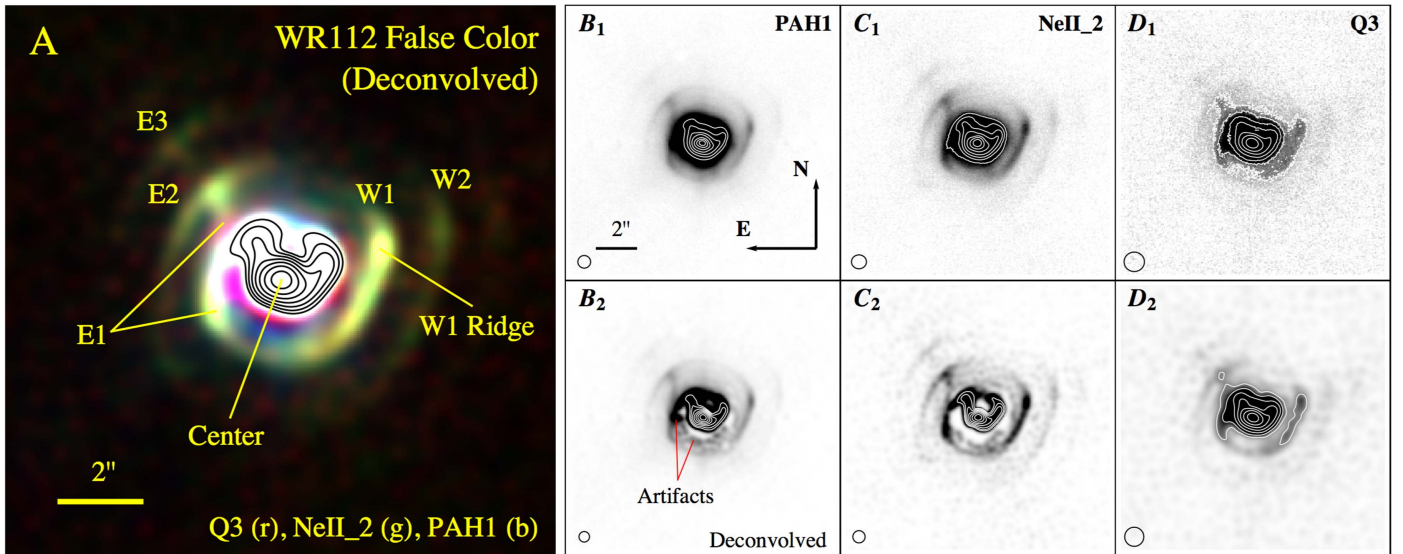 A
WR112 False Color
(Deconvolved)
E3
E2
W1
W2
E1
W1 Ridge
Center
2"
Q3 (r), NeII_2 (g), PAH1 (b)
B1
PAH1
N
E
2"
C1
NeII_2
D1
Q3
B2
Artifacts
Deconvolved
C2
D2